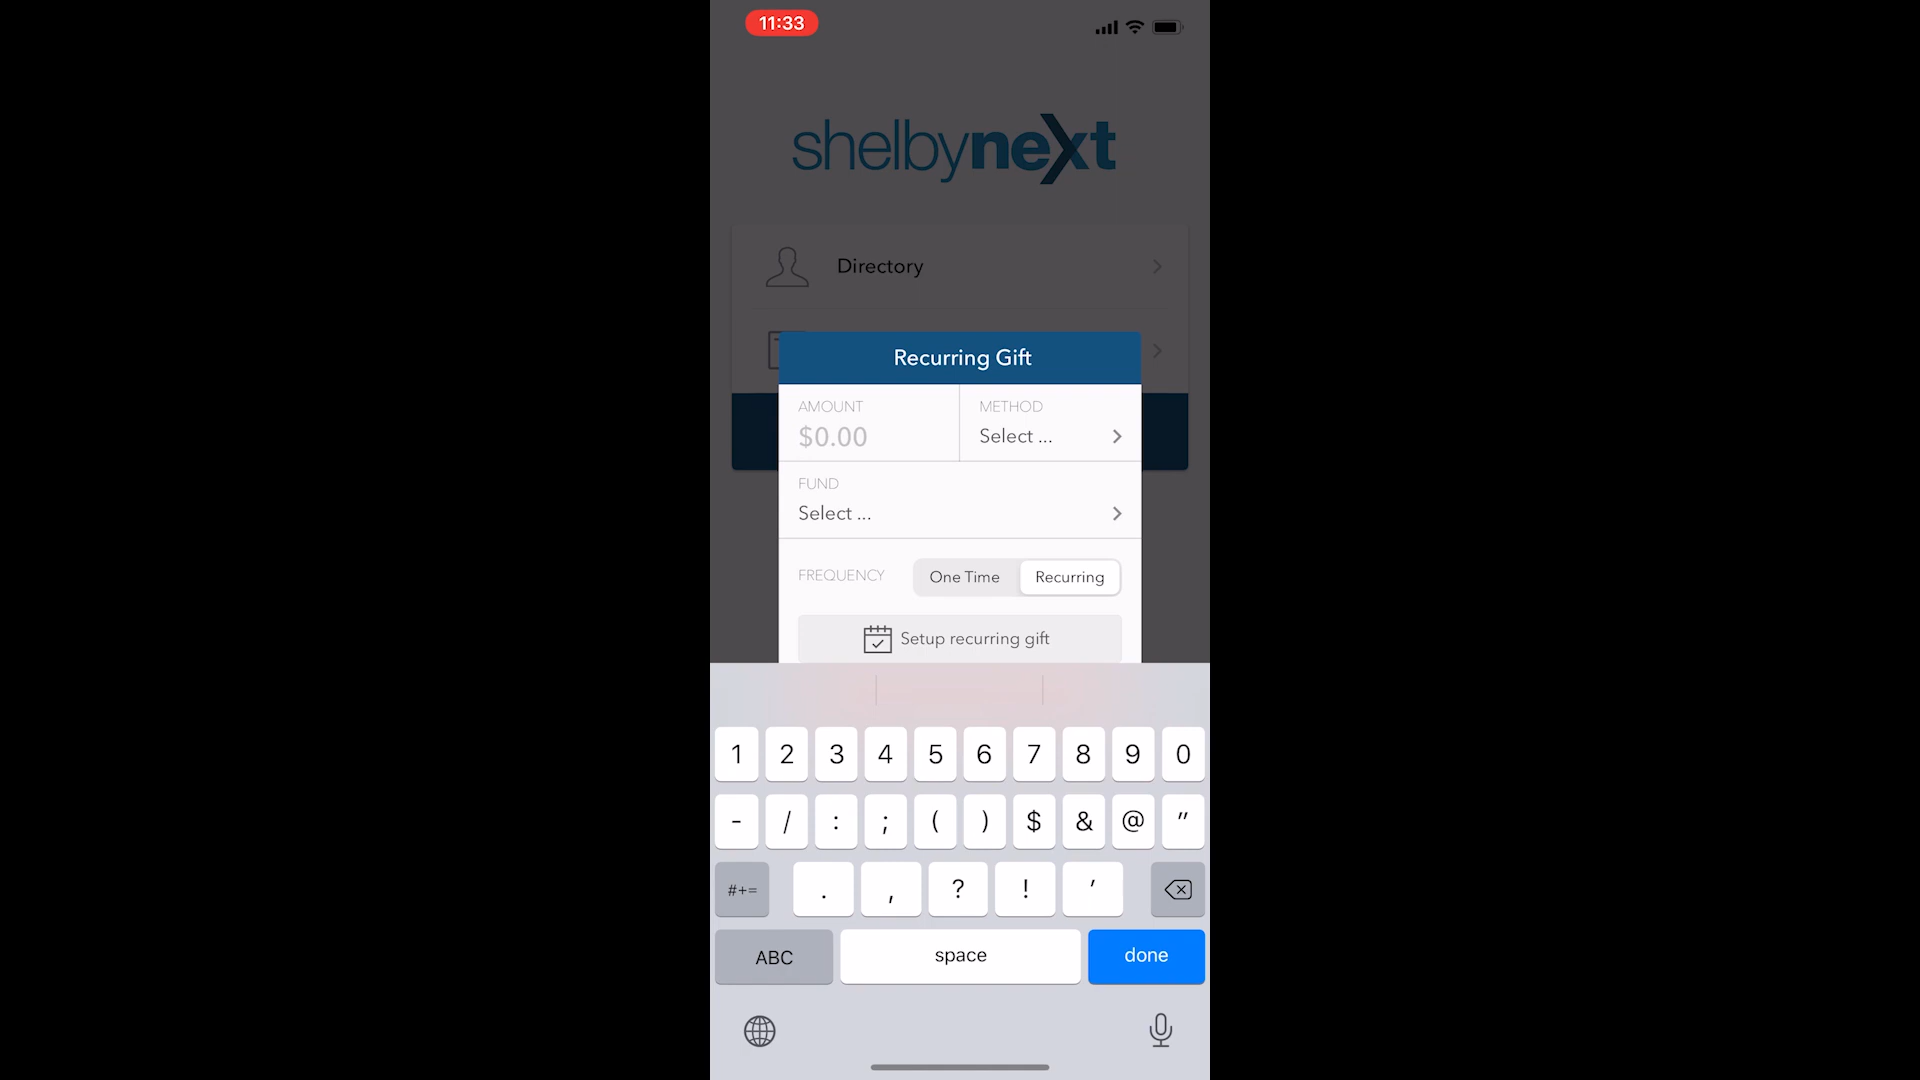 11:33
shelbynext
Directory
Recurring Gift
AMOUNT
$0.00
METHOD
Select ...
FUND
Select ...
FREQUENCY
One Time
Recurring
Setup recurring gift
1 2 3 4 5 6 7 8 9 0
- / : ; ( ) $ & @ "
#+= . , ? ! ′
ABC space done